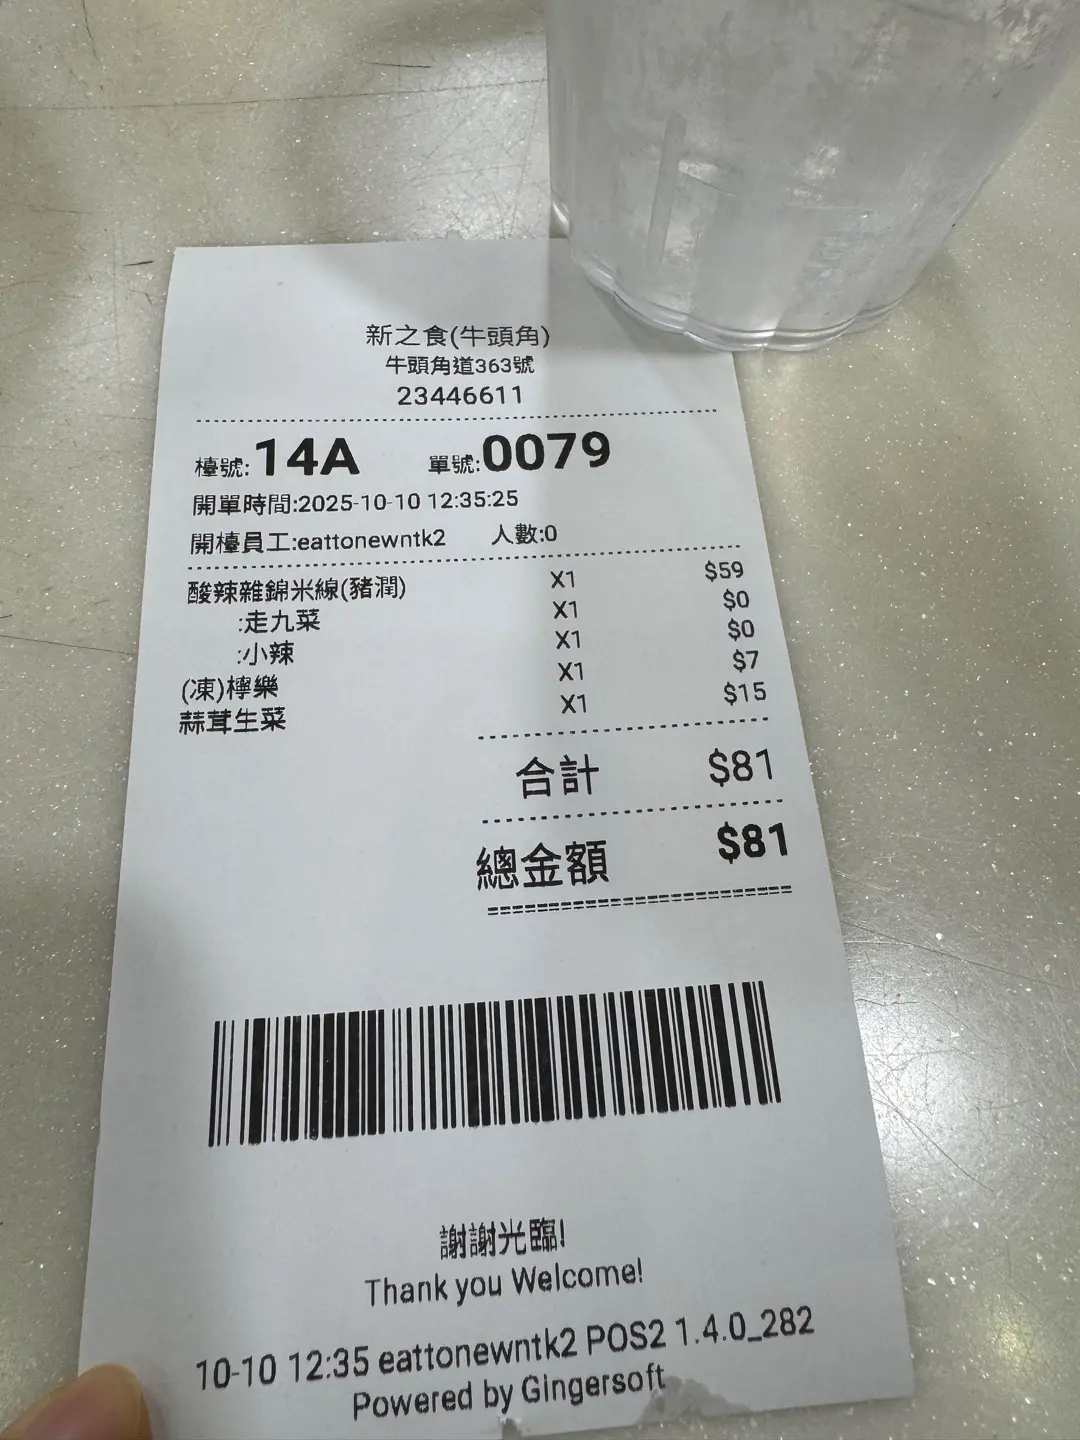 新之食(牛頭角)
牛頭角道363號
23446611
檯號:14A 單號:0079
開單時間:2025-10-10 12:35:25
開檯員工:eattonewntk2 人數:0
酸辣雜錦米線(豬潤) X1 $59
:走九菜 X1 $0
:小辣 X1 $0
(凍)檸樂 X1 $7
蒜茸生菜 X1 $15
合計 $81
總金額 $81
謝謝光臨!
Thank you Welcome!
10-10 12:35 eattonewntk2 POS2 1.4.0_282
Powered by Gingersoft